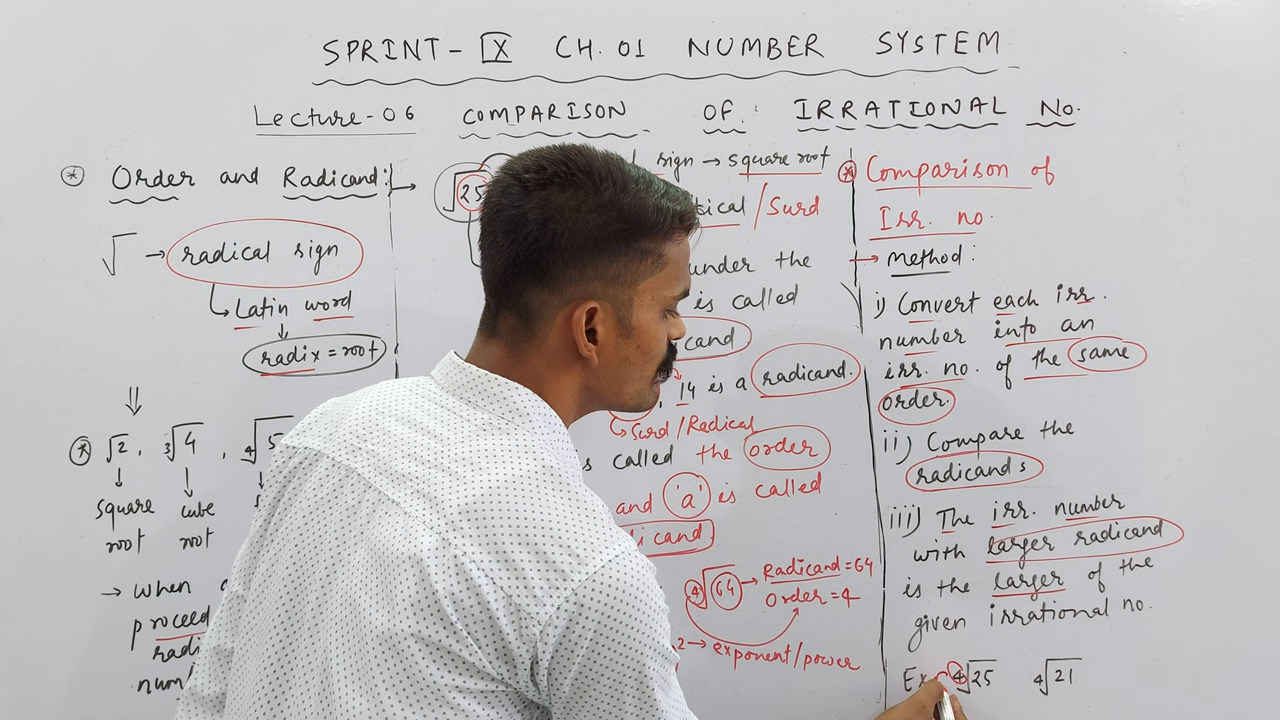 SPRINT - IX CH. 01 NUMBER SYSTEM
Lecture - 06 COMPARISON OF IRRATIONAL No.
* Order and Radicand:
√ → radical sign
Latin word
radix = root
* √2, ∛4, ∜5
square cube
root root
→ when
proceed
radi
num
√25
sign → square root
/Surd
under the
is called
cand
14 is a radicand.
Surd/Radical
called the order
and 'a' is called
cand
∜64 → Radicand = 64
Order = 4
2 → exponent/power
* Comparison of
Irr. no.
→ Method:
i) Convert each irr.
number into an
irr. no. of the same
order.
ii) Compare the
radicands
iii) The irr. number
with larger radicand
is the larger of the
given irrational no.
Ex ∜25 ∜21